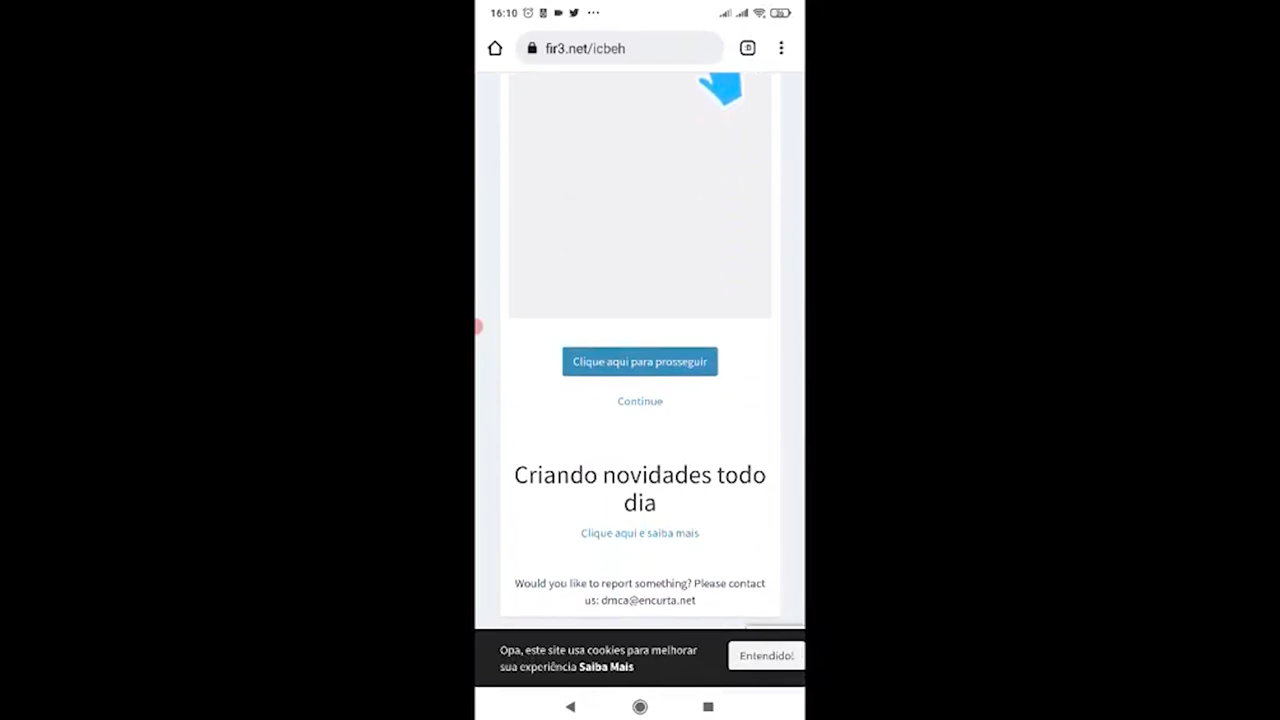 16:10
fir3.net/icbeh
:D
Clique aqui para prosseguir
Continue
Criando novidades todo
dia
Clique aqui e saiba mais
Would you like to report something? Please contact
us: dmca@encurta.net
Opa, este site usa cookies para melhorar
sua experiência Saiba Mais
Entendido!